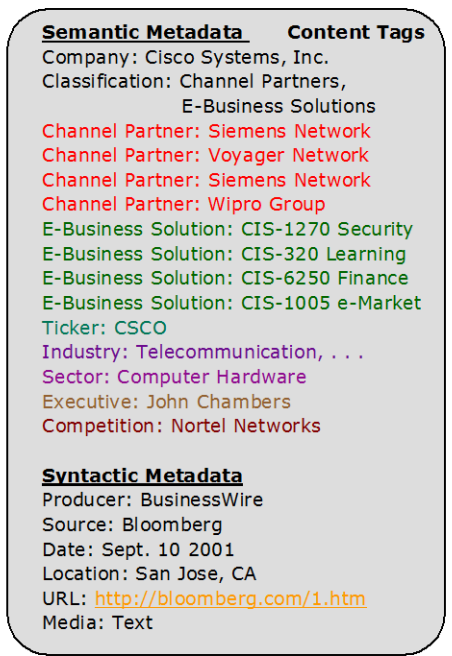 Semantic Metadata Content Tags
Company: Cisco Systems, Inc.
Classification: Channel Partners,
E-Business Solutions
Channel Partner: Siemens Network
Channel Partner: Voyager Network
Channel Partner: Siemens Network
Channel Partner: Wipro Group
E-Business Solution: CIS-1270 Security
E-Business Solution: CIS-320 Learning
E-Business Solution: CIS-6250 Finance
E-Business Solution: CIS-1005 e-Market
Ticker: CSCO
Industry: Telecommunication, . . .
Sector: Computer Hardware
Executive: John Chambers
Competition: Nortel Networks
Syntactic Metadata
Producer: BusinessWire
Source: Bloomberg
Date: Sept. 10 2001
Location: San Jose, CA
URL: http://bloomberg.com/1.htm
Media: Text